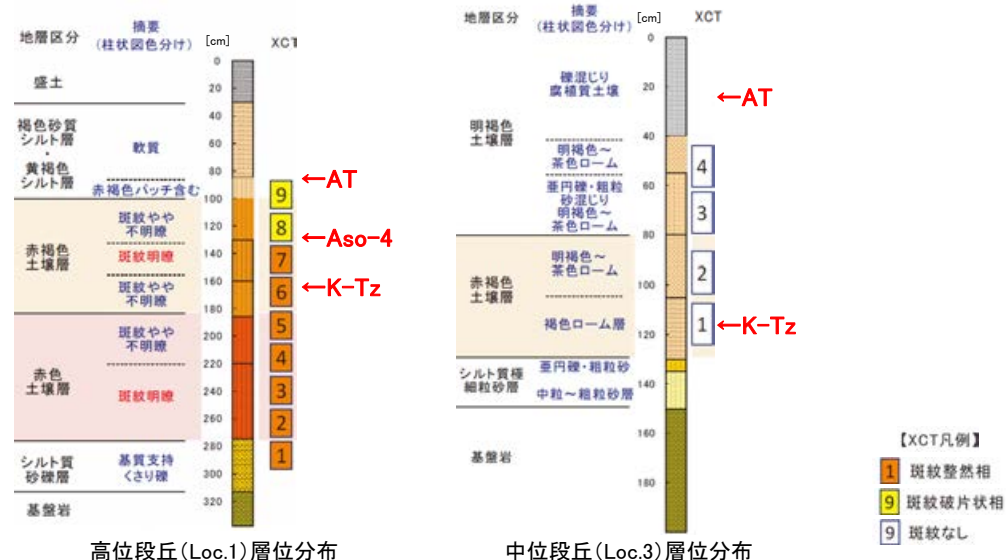 地層区分
摘要
(柱状図色分け)
[cm]
XCT
盛土
褐色砂質
シルト層
・
黄褐色
シルト層
軟質
赤褐色パッチ含む
赤褐色
土壌層
斑紋やや
不明瞭
斑紋明瞭
斑紋やや
不明瞭
赤色
土壌層
斑紋やや
不明瞭
斑紋明瞭
シルト質
砂礫層
基質支持
くさり礫
基盤岩
0
20
40
60
80
100
120
140
160
180
200
220
240
260
280
300
320
9
8
7
6
5
4
3
2
1
←AT
←Aso-4
←K-Tz
高位段丘(Loc.1)層位分布
地層区分
摘要
(柱状図色分け)
[cm]
XCT
明褐色
土壌層
礫混じり
腐植質土壌
明褐色～
茶色ローム
亜円礫・粗粒
砂混じり
明褐色～
茶色ローム
赤褐色
土壌層
明褐色～
茶色ローム
褐色ローム層
シルト質極
細粒砂層
亜円礫・粗粒砂
中粒～粗粒砂層
基盤岩
0
20
40
60
80
100
120
140
160
180
4
3
2
1
←AT
←K-Tz
中位段丘(Loc.3)層位分布
【XCT凡例】
1 斑紋整然相
9 斑紋破片状相
9 斑紋なし